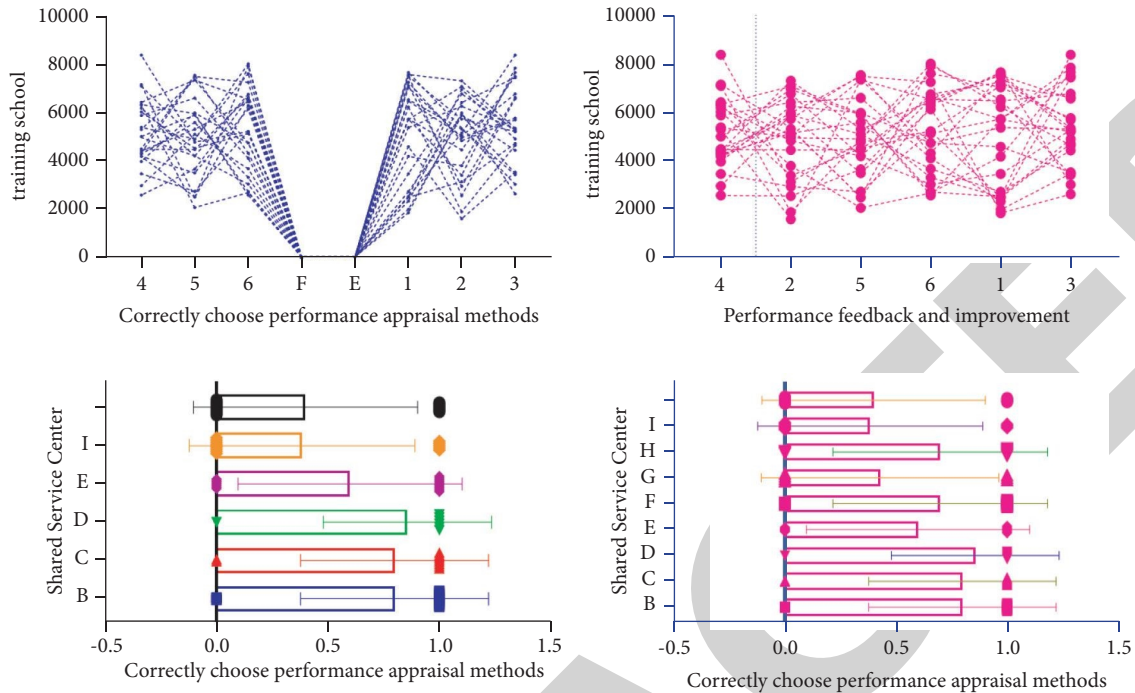 10000
8000
6000
4000
2000
0
training school
4 5 6 F E 1 2 3
Correctly choose performance appraisal methods
10000
8000
6000
4000
2000
0
training school
4 2 5 6 1 3
Performance feedback and improvement
Shared Service Center
I
E
D
C
B
-0.5 0.0 0.5 1.0 1.5
Correctly choose performance appraisal methods
Shared Service Center
I
H
G
F
E
D
C
B
-0.5 0.0 0.5 1.0 1.5
Correctly choose performance appraisal methods